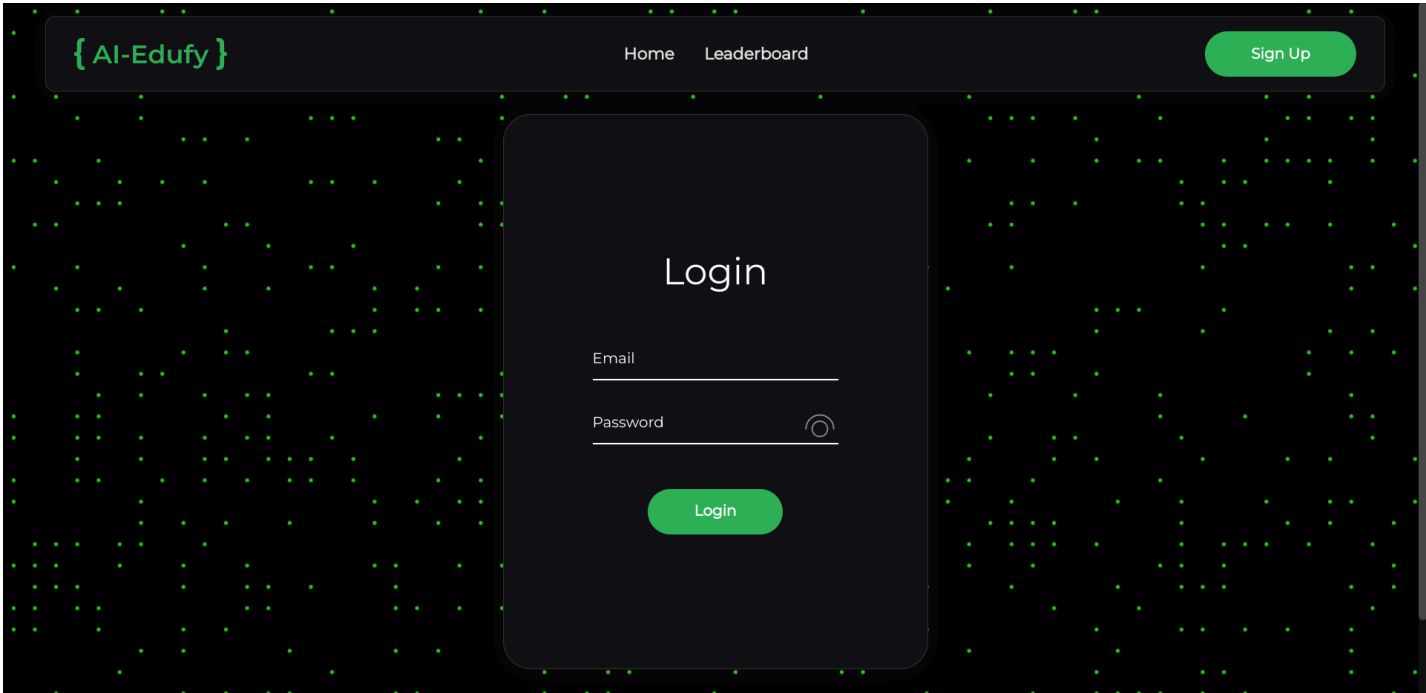 { AI-Edufy }
Home Leaderboard
Sign Up
Login
Email
Password
Login